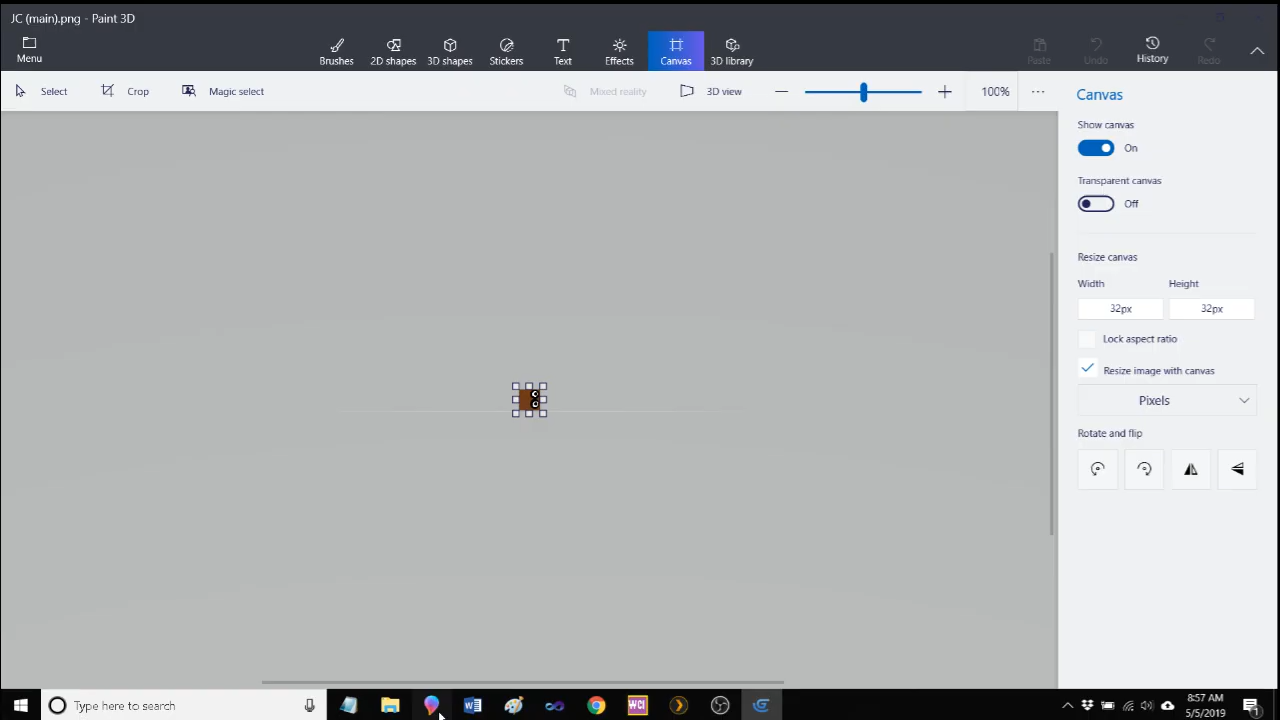 JC (main).png - Paint 3D
Menu
Brushes
2D shapes
3D shapes
Stickers
Text
Effects
Canvas
3D library
Paste
Undo
History
Redo
Select
Crop
Magic select
Mixed reality
3D view
100%
Canvas
Show canvas
On
Transparent canvas
Off
Resize canvas
Width Height
32px 32px
Lock aspect ratio
Resize image with canvas
Pixels
Rotate and flip
Type here to search
WCI
8:57 AM
5/5/2019
1